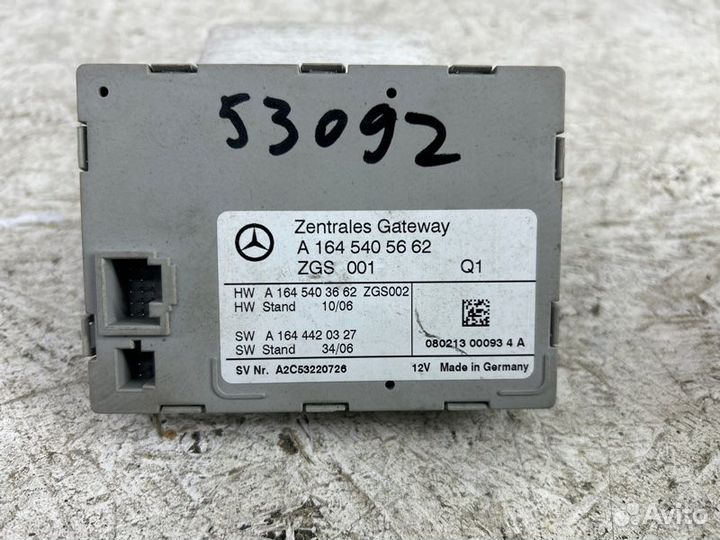 53092
Zentrales Gateway
A 164 540 56 62
ZGS 001 Q1
HW A 164 540 36 62 ZGS002
HW Stand 10/06
SW A 164 442 03 27
SW Stand 34/06
080213 00093 4 A
SV Nr. A2C53220726 12V Made in Germany
Avito